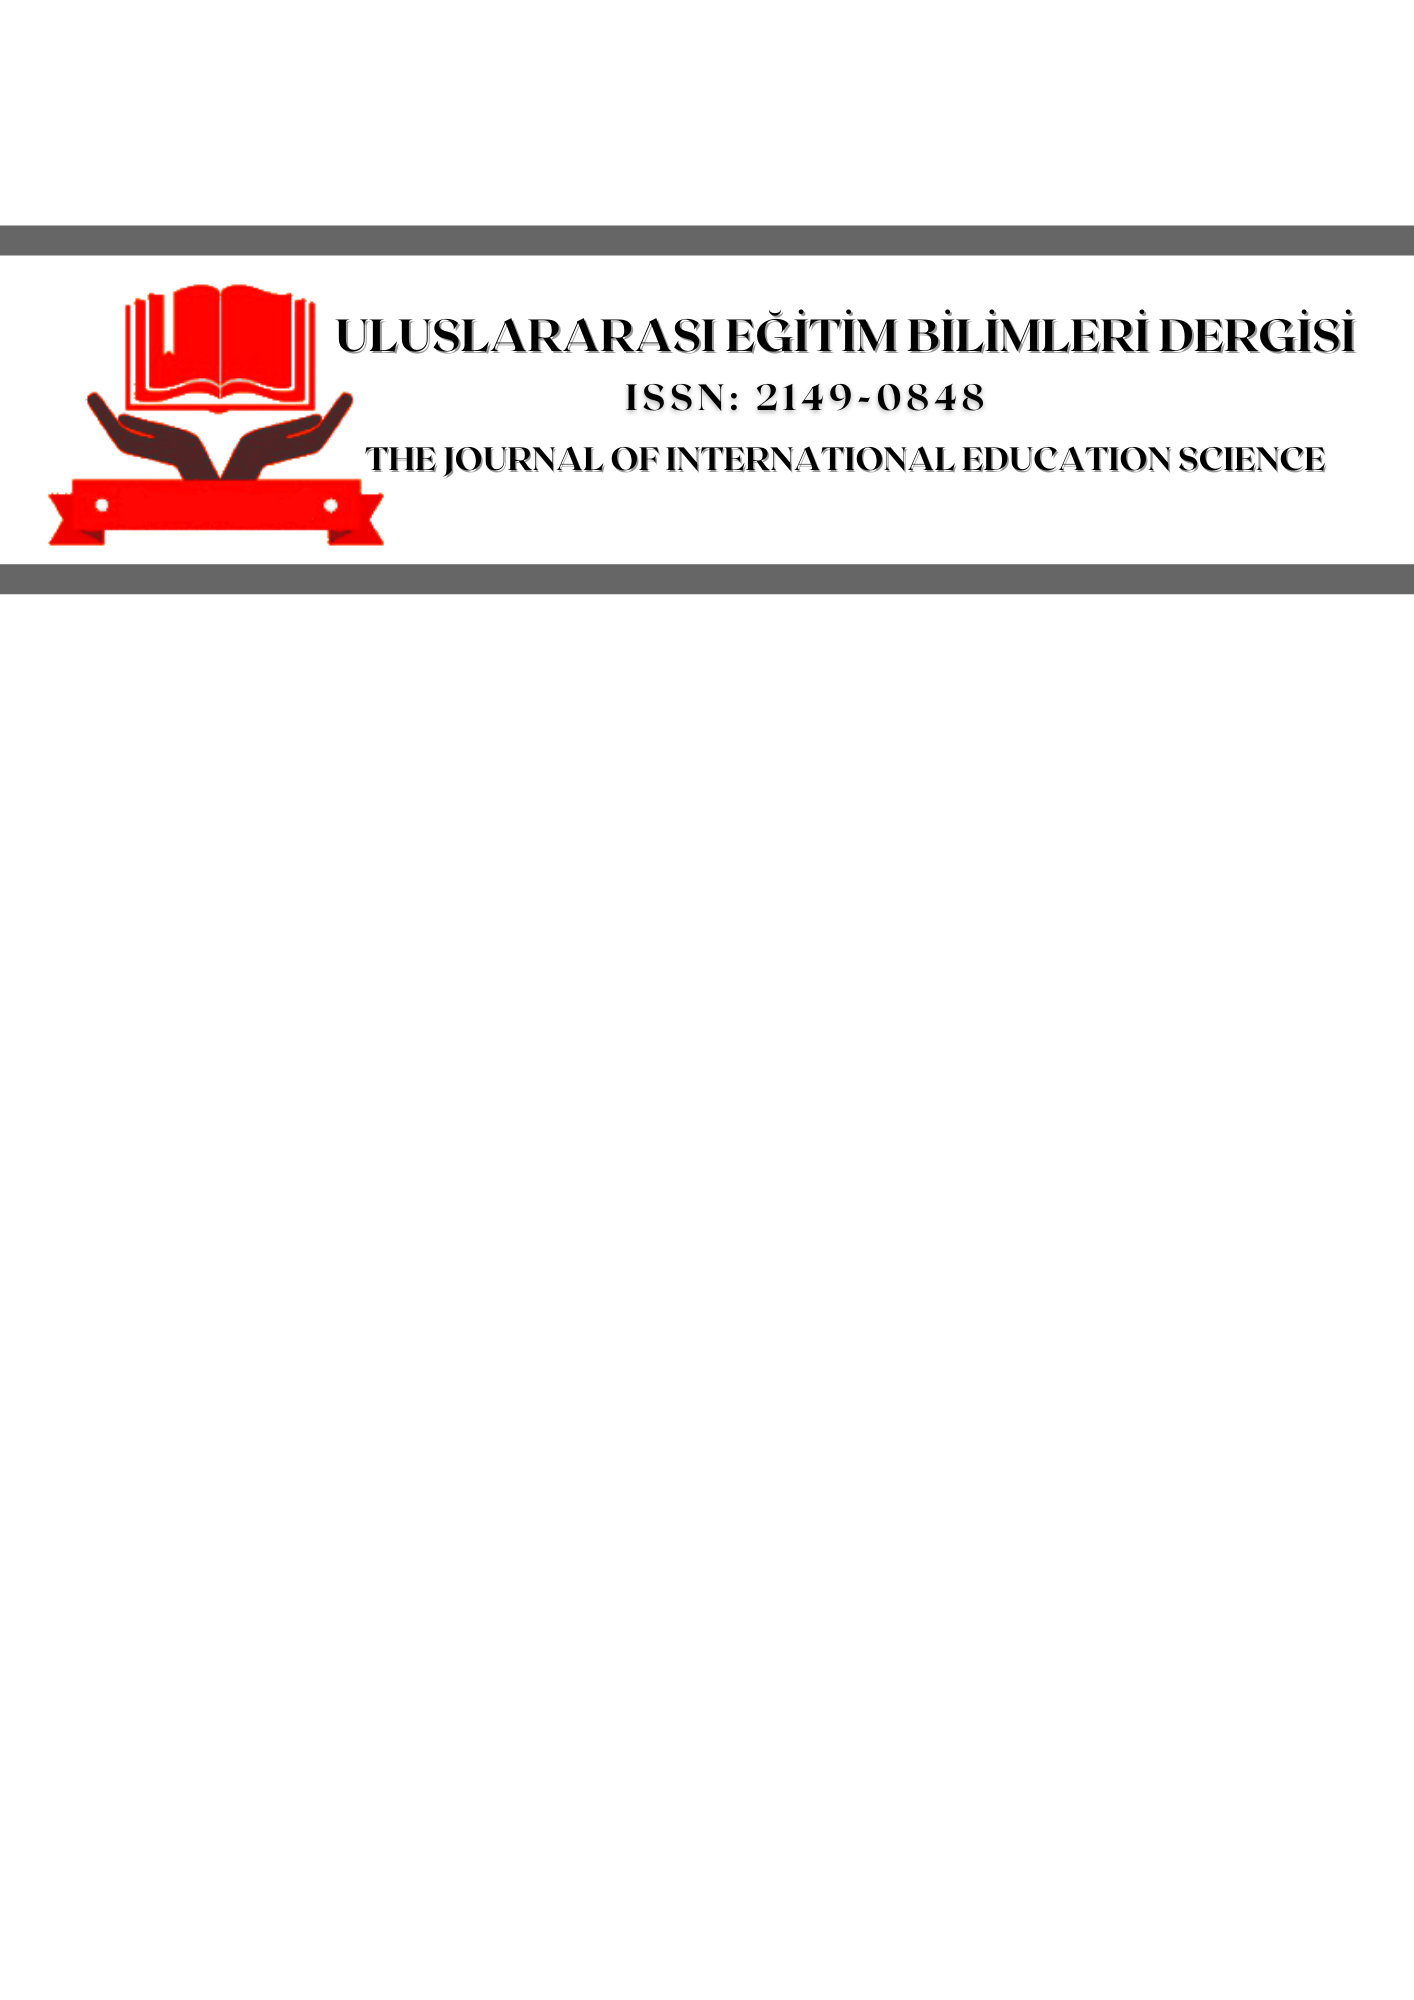 ULUSLARARASI EĞİTİM BİLİMLERİ DERGİSİ
ISSN: 2149-0848
THE JOURNAL OF INTERNATIONAL EDUCATION SCIENCE